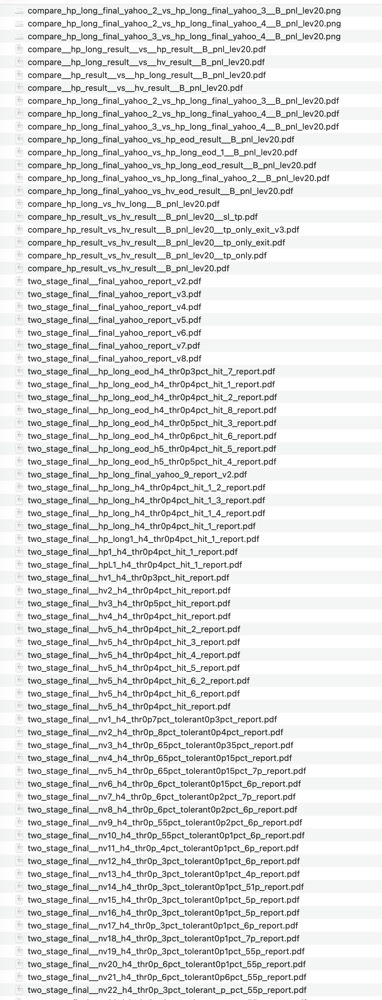 compare_hp_long_final_yahoo_2_vs_hp_long_final_yahoo_3__B_pnl_lev20.png
compare_hp_long_final_yahoo_2_vs_hp_long_final_yahoo_4__B_pnl_lev20.png
compare_hp_long_final_yahoo_3_vs_hp_long_final_yahoo_4__B_pnl_lev20.png
compare__hp_long_result__vs__hp_result__B_pnl_lev20.pdf
compare__hp_long_result__vs__hv_result__B_pnl_lev20.pdf
compare__hp_result__vs__hp_long_result__B_pnl_lev20.pdf
compare__hp_result__vs__hv_result__B_pnl_lev20.pdf
compare_hp_long_final_yahoo_2_vs_hp_long_final_yahoo_3__B_pnl_lev20.pdf
compare_hp_long_final_yahoo_2_vs_hp_long_final_yahoo_4__B_pnl_lev20.pdf
compare_hp_long_final_yahoo_3_vs_hp_long_final_yahoo_4__B_pnl_lev20.pdf
compare_hp_long_final_yahoo_vs_hp_eod_result__B_pnl_lev20.pdf
compare_hp_long_final_yahoo_vs_hp_long_eod_1__B_pnl_lev20.pdf
compare_hp_long_final_yahoo_vs_hp_long_eod_result__B_pnl_lev20.pdf
compare_hp_long_final_yahoo_vs_hp_long_final_yahoo_2__B_pnl_lev20.pdf
compare_hp_long_final_yahoo_vs_hv_eod_result__B_pnl_lev20.pdf
compare_hp_long_vs_hv_long__B_pnl_lev20.pdf
compare_hp_result_vs_hv_result__B_pnl_lev20__sl_tp.pdf
compare_hp_result_vs_hv_result__B_pnl_lev20__tp_only_exit_v3.pdf
compare_hp_result_vs_hv_result__B_pnl_lev20__tp_only_exit.pdf
compare_hp_result_vs_hv_result__B_pnl_lev20__tp_only.pdf
compare_hp_result_vs_hv_result__B_pnl_lev20.pdf
two_stage_final__final_yahoo_report_v2.pdf
two_stage_final__final_yahoo_report_v3.pdf
two_stage_final__final_yahoo_report_v4.pdf
two_stage_final__final_yahoo_report_v5.pdf
two_stage_final__final_yahoo_report_v6.pdf
two_stage_final__final_yahoo_report_v7.pdf
two_stage_final__final_yahoo_report_v8.pdf
two_stage_final__hp_long_eod_h4_thr0p3pct_hit_7_report.pdf
two_stage_final__hp_long_eod_h4_thr0p4pct_hit_1_report.pdf
two_stage_final__hp_long_eod_h4_thr0p4pct_hit_2_report.pdf
two_stage_final__hp_long_eod_h4_thr0p4pct_hit_8_report.pdf
two_stage_final__hp_long_eod_h4_thr0p5pct_hit_3_report.pdf
two_stage_final__hp_long_eod_h4_thr0p6pct_hit_6_report.pdf
two_stage_final__hp_long_eod_h5_thr0p4pct_hit_5_report.pdf
two_stage_final__hp_long_eod_h5_thr0p5pct_hit_4_report.pdf
two_stage_final__hp_long_final_yahoo_9_report_v2.pdf
two_stage_final__hp_long_h4_thr0p4pct_hit_1_2_report.pdf
two_stage_final__hp_long_h4_thr0p4pct_hit_1_3_report.pdf
two_stage_final__hp_long_h4_thr0p4pct_hit_1_4_report.pdf
two_stage_final__hp_long_h4_thr0p4pct_hit_1_report.pdf
two_stage_final__hp_long1_h4_thr0p4pct_hit_1_report.pdf
two_stage_final__hp1_h4_thr0p4pct_hit_1_report.pdf
two_stage_final__hpL1_h4_thr0p4pct_hit_1_report.pdf
two_stage_final__hv1_h4_thr0p3pct_hit_report.pdf
two_stage_final__hv2_h4_thr0p4pct_hit_report.pdf
two_stage_final__hv3_h4_thr0p5pct_hit_report.pdf
two_stage_final__hv4_h4_thr0p4pct_hit_report.pdf
two_stage_final__hv5_h4_thr0p4pct_hit_2_report.pdf
two_stage_final__hv5_h4_thr0p4pct_hit_3_report.pdf
two_stage_final__hv5_h4_thr0p4pct_hit_4_report.pdf
two_stage_final__hv5_h4_thr0p4pct_hit_5_report.pdf
two_stage_final__hv5_h4_thr0p4pct_hit_6_2_report.pdf
two_stage_final__hv5_h4_thr0p4pct_hit_6_report.pdf
two_stage_final__hv5_h4_thr0p4pct_hit_report.pdf
two_stage_final__nv1_h4_thr0p7pct_tolerant0p3pct_report.pdf
two_stage_final__nv2_h4_thr0p_8pct_tolerant0p4pct_report.pdf
two_stage_final__nv3_h4_thr0p_65pct_tolerant0p35pct_report.pdf
two_stage_final__nv4_h4_thr0p_65pct_tolerant0p15pct_report.pdf
two_stage_final__nv5_h4_thr0p_65pct_tolerant0p15pct_7p_report.pdf
two_stage_final__nv6_h4_thr0p_6pct_tolerant0p15pct_6p_report.pdf
two_stage_final__nv7_h4_thr0p_6pct_tolerant0p2pct_7p_report.pdf
two_stage_final__nv8_h4_thr0p_6pct_tolerant0p2pct_6p_report.pdf
two_stage_final__nv9_h4_thr0p_55pct_tolerant0p2pct_6p_report.pdf
two_stage_final__nv10_h4_thr0p_55pct_tolerant0p1pct_6p_report.pdf
two_stage_final__nv11_h4_thr0p_4pct_tolerant0p1pct_6p_report.pdf
two_stage_final__nv12_h4_thr0p_3pct_tolerant0p1pct_6p_report.pdf
two_stage_final__nv13_h4_thr0p_3pct_tolerant0p1pct_4p_report.pdf
two_stage_final__nv14_h4_thr0p_3pct_tolerant0p1pct_51p_report.pdf
two_stage_final__nv15_h4_thr0p_3pct_tolerant0p1pct_5p_report.pdf
two_stage_final__nv16_h4_thr0p_3pct_tolerant0p1pct_5p_report.pdf
two_stage_final__nv17_h4_thr0p_3pct_tolerant0p1pct_6p_report.pdf
two_stage_final__nv18_h4_thr0p_3pct_tolerant0p1pct_7p_report.pdf
two_stage_final__nv19_h4_thr0p_3pct_tolerant0p1pct_55p_report.pdf
two_stage_final__nv20_h4_thr0p_6pct_tolerant0p1pct_55p_report.pdf
two_stage_final__nv21_h4_thr0p_6pct_tolerant0p6pct_55p_report.pdf
two_stage_final__nv22_h4_thr0p_3pct_tolerant_p_pct_55p_report.pdf